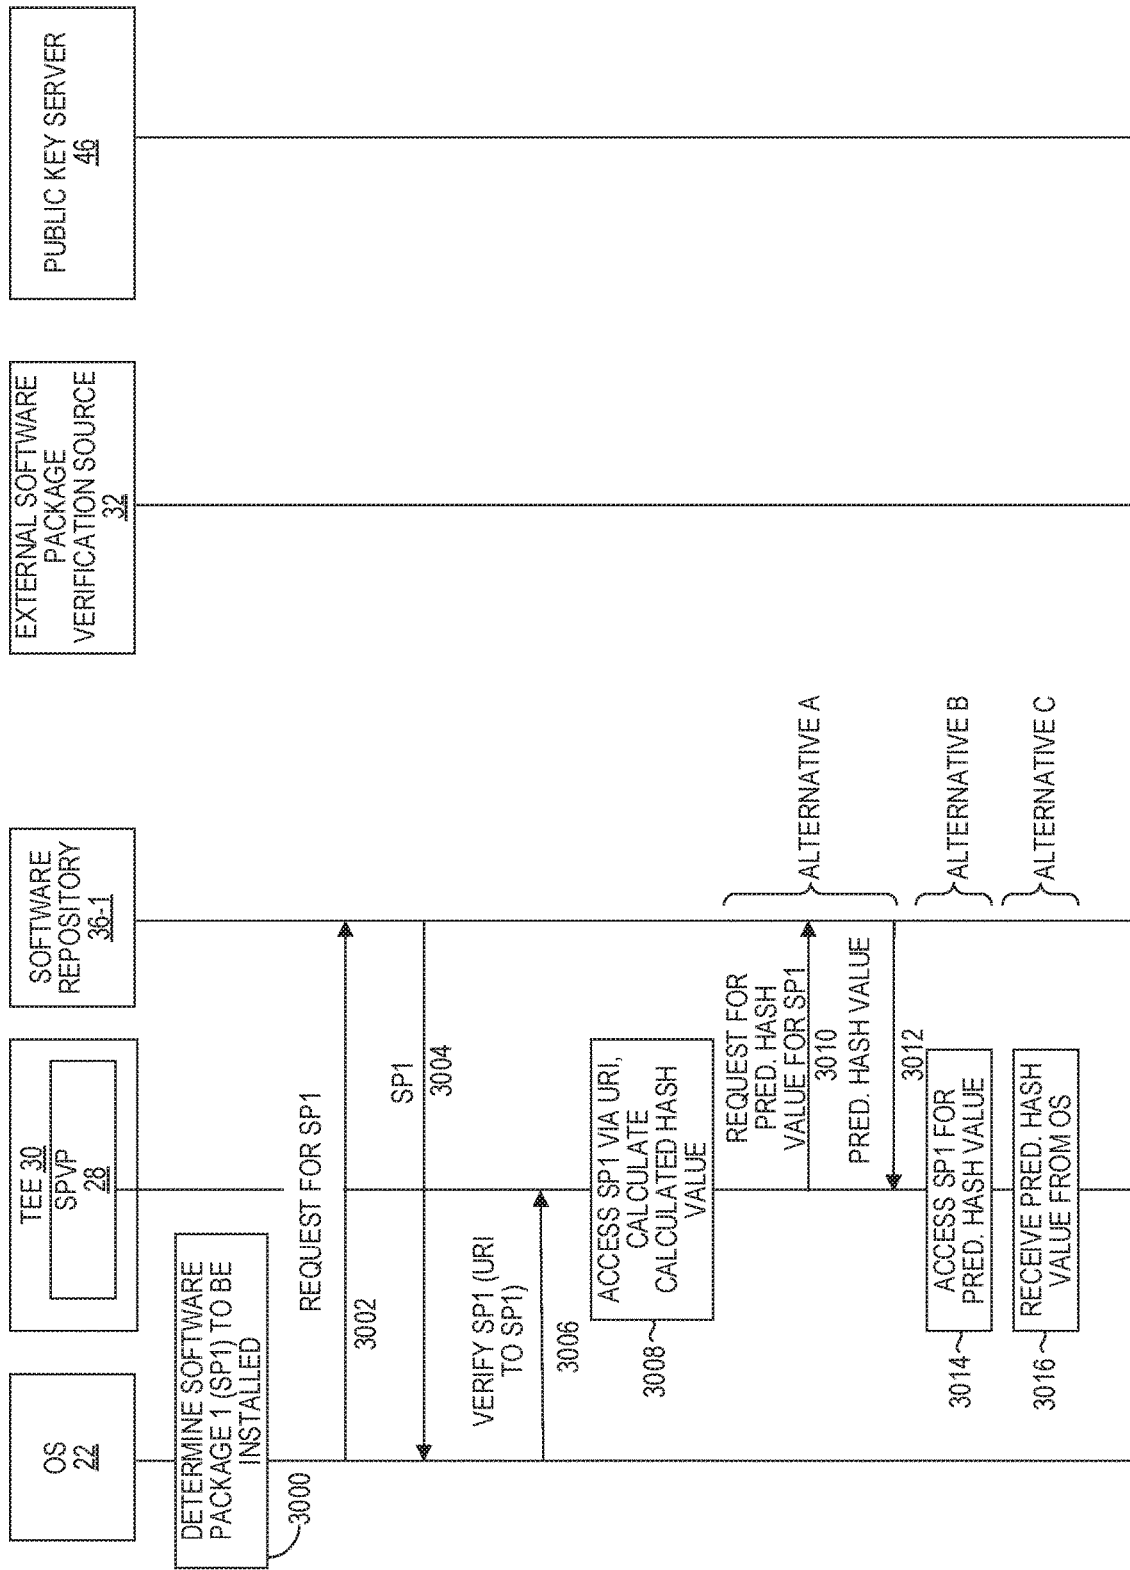 OS
22
TEE 30
SPVP
28
SOFTWARE
REPOSITORY
36-1
EXTERNAL SOFTWARE
PACKAGE
VERIFICATION SOURCE
32
PUBLIC KEY SERVER
46
DETERMINE SOFTWARE
PACKAGE 1 (SP1) TO BE
INSTALLED
3000
REQUEST FOR SP1
3002
SP1
3004
VERIFY SP1 (URI
TO SP1)
3006
ACCESS SP1 VIA URI,
CALCULATE
CALCULATED HASH
VALUE
3008
REQUEST FOR
PRED. HASH
VALUE FOR SP1
3010
ALTERNATIVE A
PRED. HASH VALUE
3012
ACCESS SP1 FOR
PRED. HASH VALUE
3014
ALTERNATIVE B
RECEIVE PRED. HASH
VALUE FROM OS
3016
ALTERNATIVE C